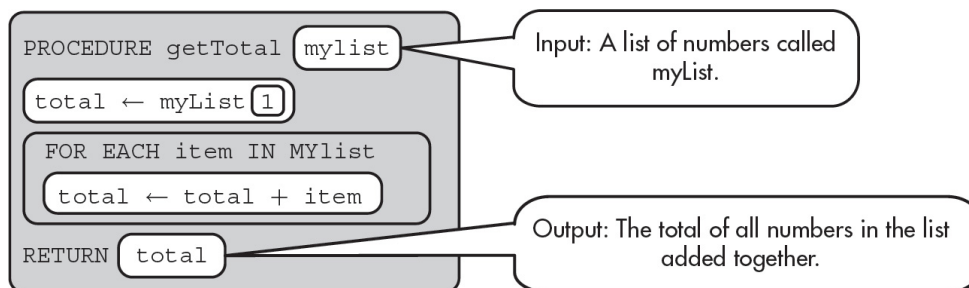 PROCEDURE getTotal mylist
Input: A list of numbers called
myList.
total ← myList 1
FOR EACH item IN MYlist
total ← total + item
RETURN total
Output: The total of all numbers in the list
added together.